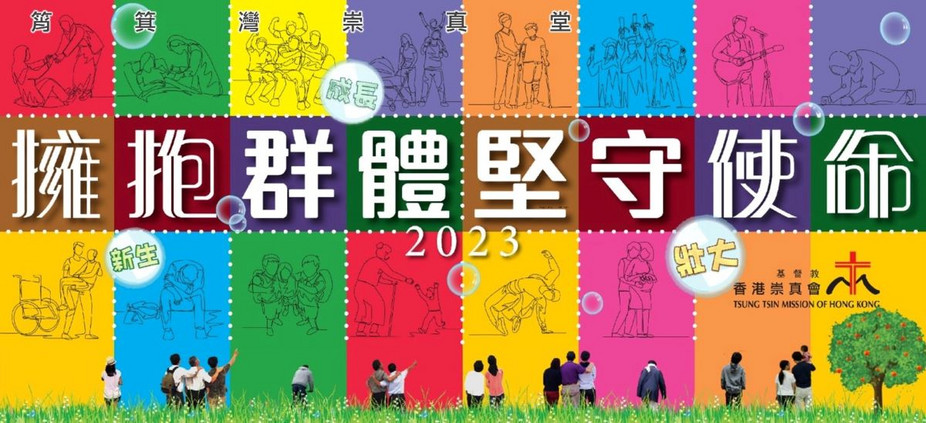 筲箕灣崇真堂
成長
擁抱群體堅守使命
2023
新生
壯大
基督教
香港崇真會
TSUNG TSIN MISSION OF HONG KONG